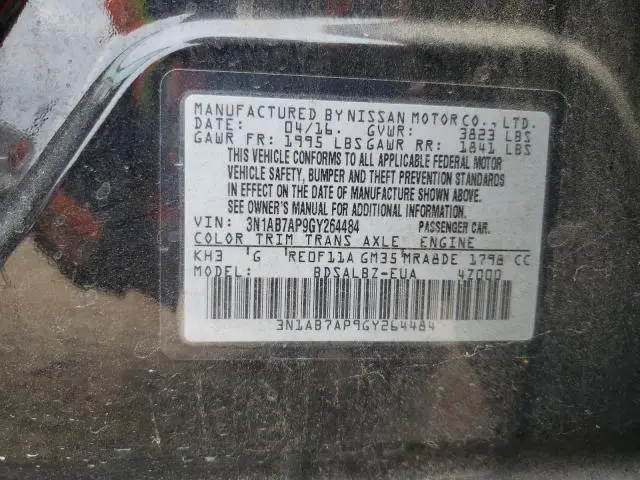 MANUFACTURED BY NISSAN MOTOR CO., LTD.
DATE: 04/16. GVWR: 3823 LBS
GAWR FR: 1995 LBS GAWR RR: 1841 LBS
THIS VEHICLE CONFORMS TO ALL APPLICABLE FEDERAL MOTOR
VEHICLE SAFETY, BUMPER AND THEFT PREVENTION STANDARDS
IN EFFECT ON THE DATE OF MANUFACTURE SHOWN ABOVE.
SEE OWNER'S MANUAL FOR ADDITIONAL INFORMATION.
VIN: 3N1AB7AP9GY264484 PASSENGER CAR.
COLOR TRIM TRANS AXLE ENGINE
KH3 G RE0F11A GM35 MRA8DE 1798 CC
MODEL: BDSALBZ-EUA 4Z000
3N1AB7AP9GY264484